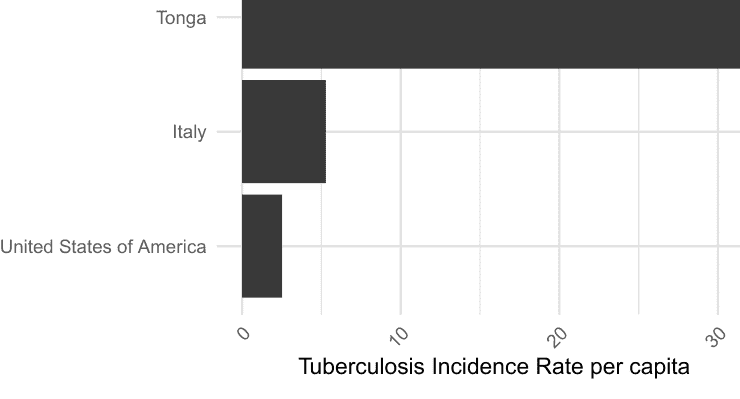 Tonga
Italy
United States of America
0 10 20 30
Tuberculosis Incidence Rate per capita